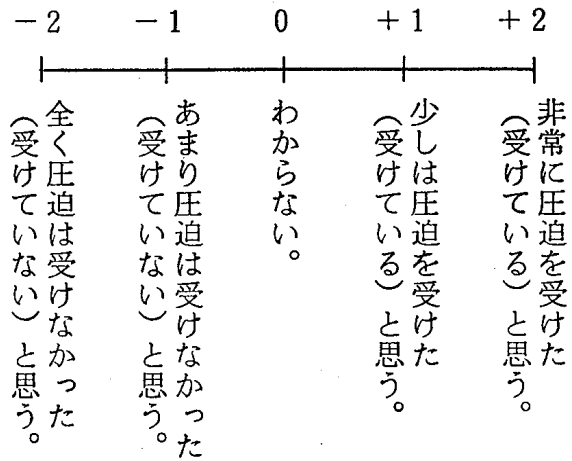 －2　－1　0　＋1　＋2
非常に圧迫を受けた
（受けている）と思う。
少しは圧迫を受けた
（受けている）と思う。
わからない。
あまり圧迫は受けなかった
（受けていない）と思う。
全く圧迫は受けなかった
（受けていない）と思う。